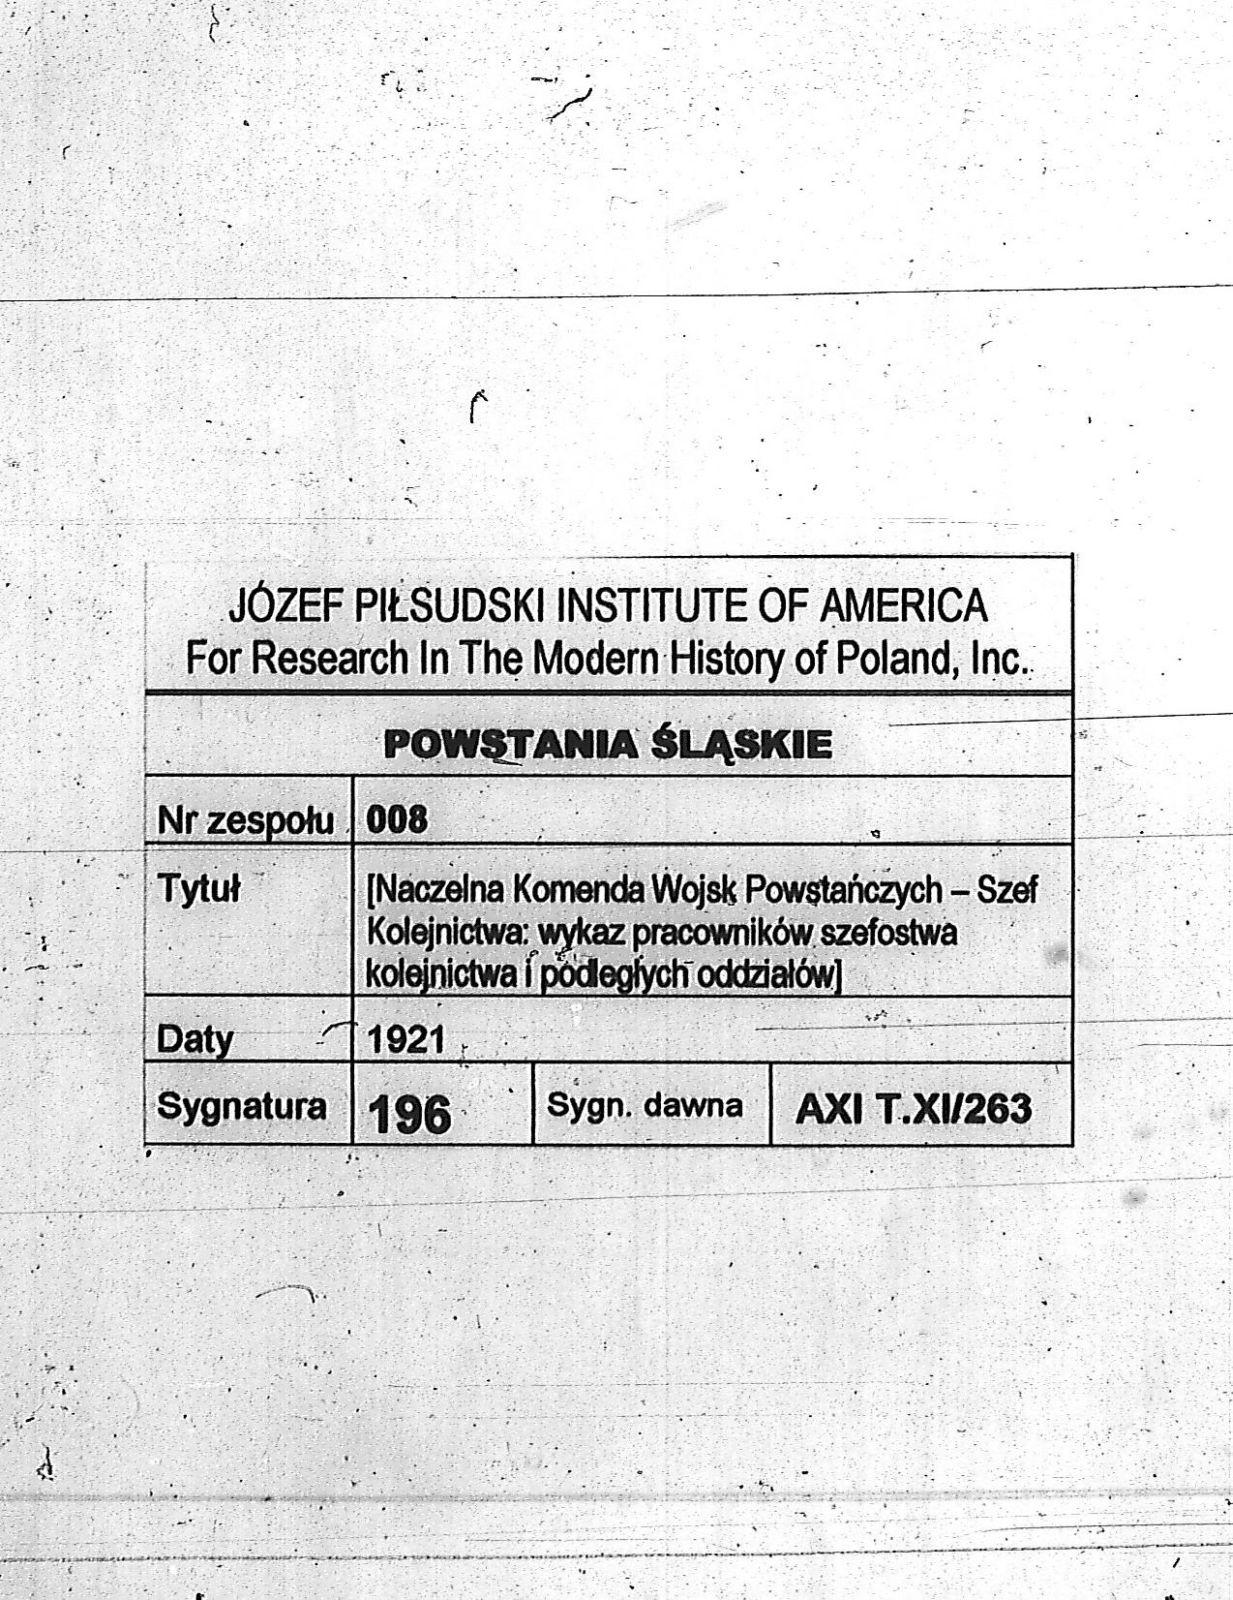 JÓZEF PIŁSUDSKI INSTITUTE OF AMERICA
For Research In The Modern History of Poland, Inc.
POWSTANIA ŚLĄSKIE
Nr zespołu 008
Tytuł [Naczelna Komenda Wojsk Powstańczych – Szef
Kolejnictwa: wykaz pracowników szefostwa
kolejnictwa i podległych oddziałów]
Daty 1921
Sygnatura 196 Sygn. dawna AXI T.XI/263